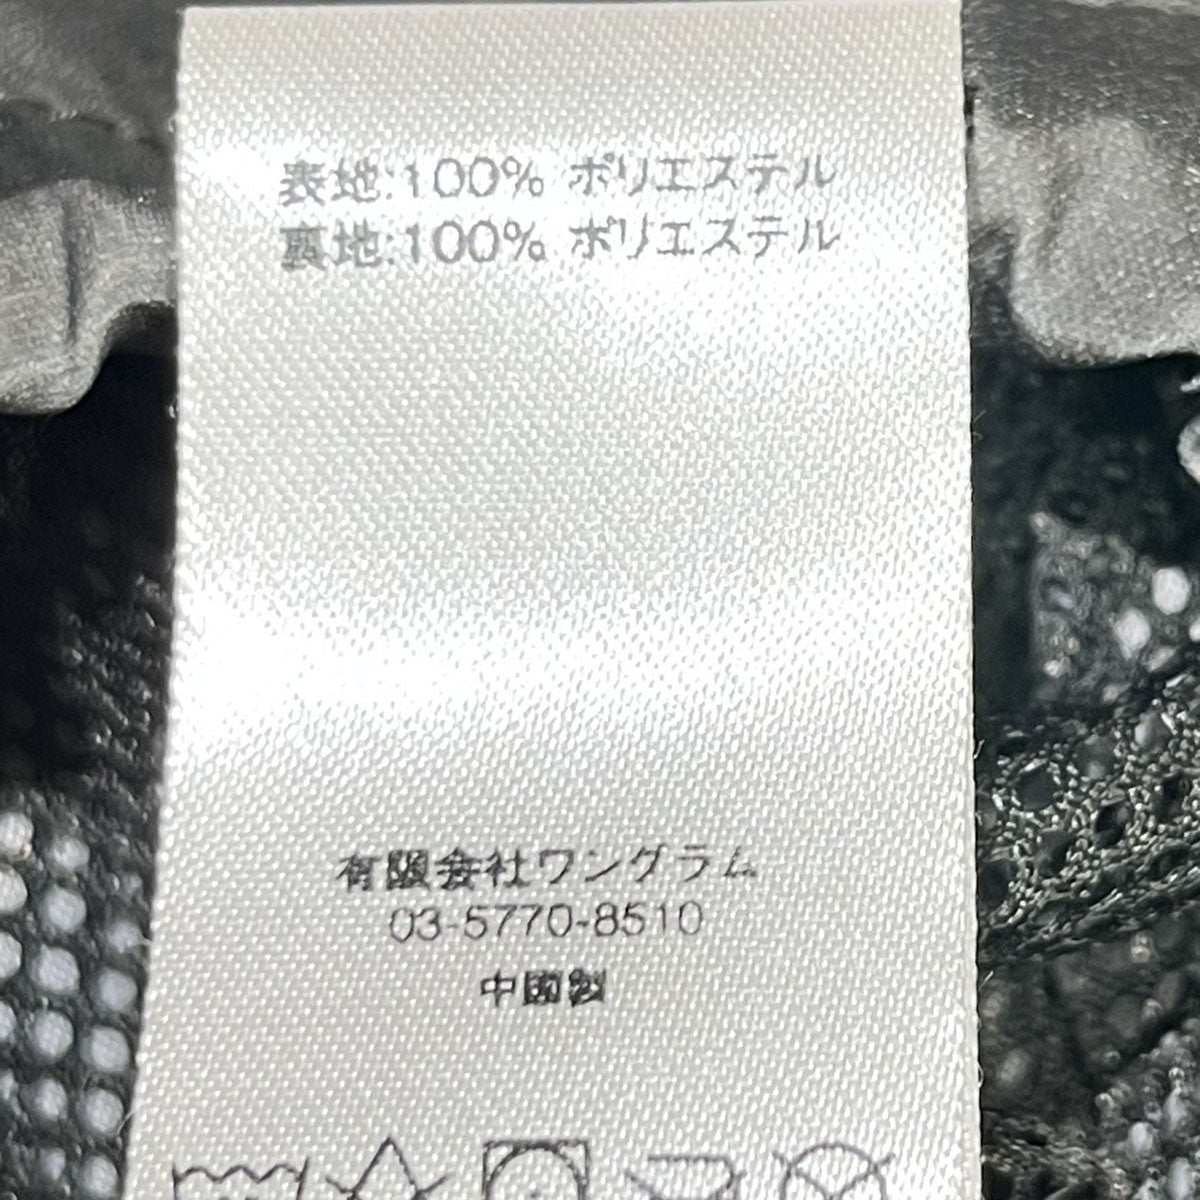 表地:100% ポリエステル
裏地:100% ポリエステル
有限会社ワングラム
03-5770-8510
中国製